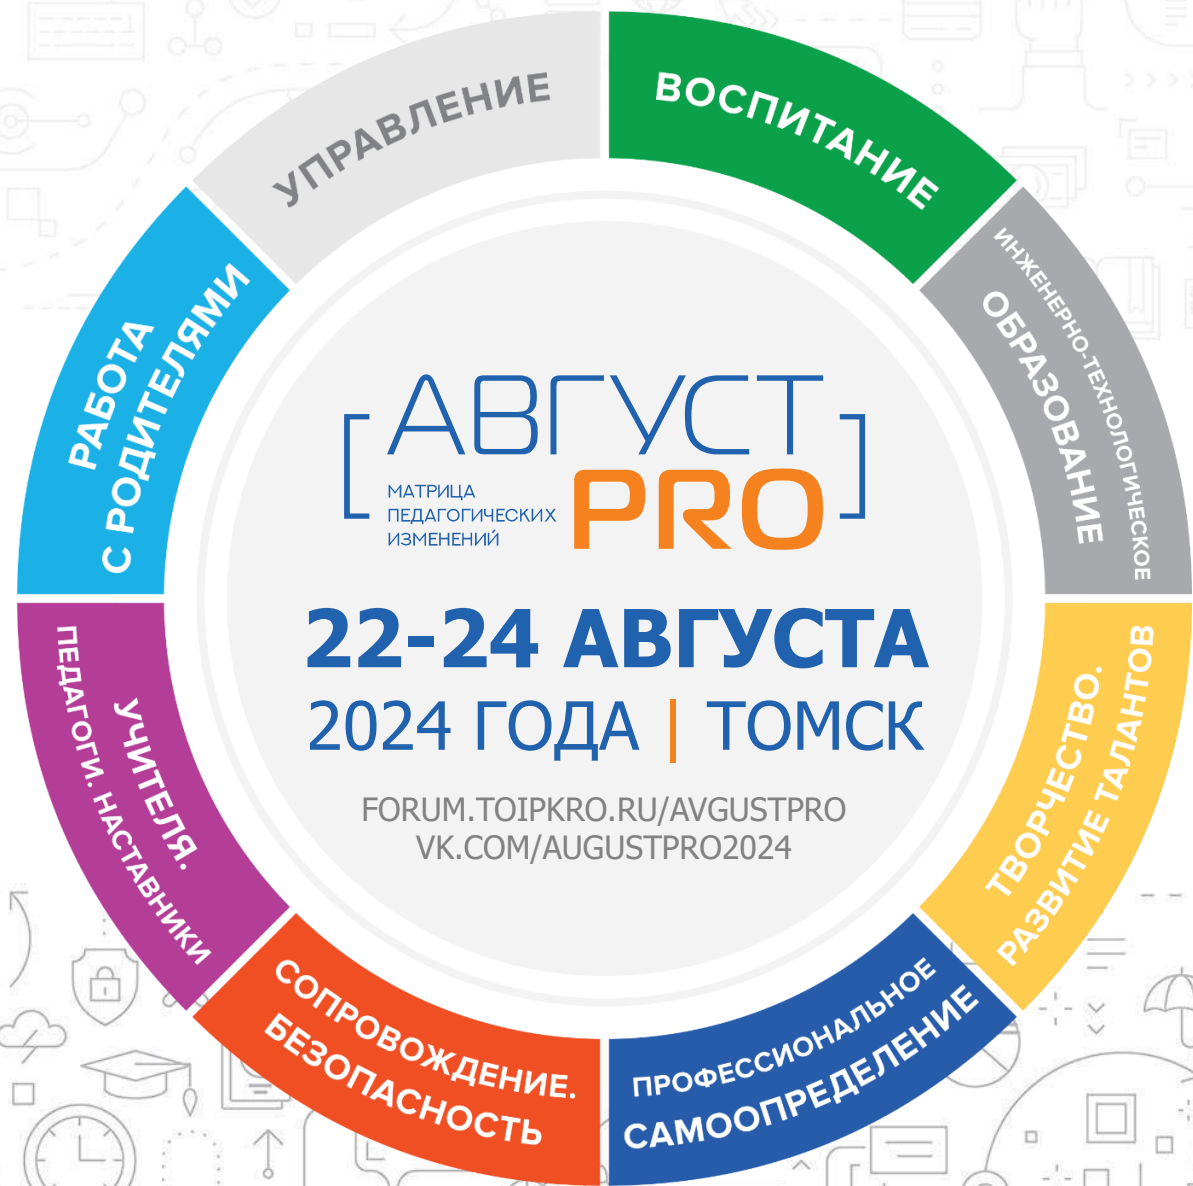 УПРАВЛЕНИЕ
ВОСПИТАНИЕ
ИНЖЕНЕРНО-ТЕХНОЛОГИЧЕСКОЕ
ОБРАЗОВАНИЕ
ТВОРЧЕСТВО.
РАЗВИТИЕ ТАЛАНТОВ
ПРОФЕССИОНАЛЬНОЕ
САМООПРЕДЕЛЕНИЕ
СОПРОВОЖДЕНИЕ.
БЕЗОПАСНОСТЬ
УЧИТЕЛЯ.
ПЕДАГОГИ. НАСТАВНИКИ
РАБОТА
С РОДИТЕЛЯМИ
[АВГУСТ
PRO]
МАТРИЦА
ПЕДАГОГИЧЕСКИХ
ИЗМЕНЕНИЙ
22-24 АВГУСТА
2024 ГОДА | ТОМСК
FORUM.TOIPKRO.RU/AVGUSTPRO
VK.COM/AUGUSTPRO2024